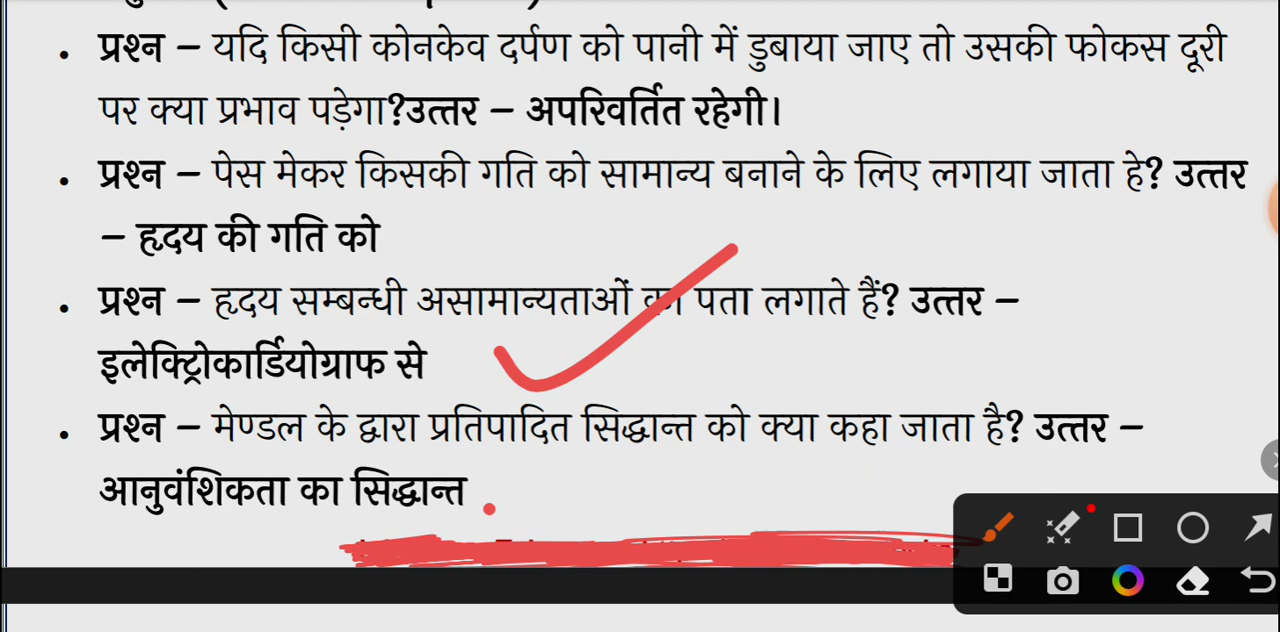 • प्रश्न – यदि किसी कोनकेव दर्पण को पानी में डुबाया जाए तो उसकी फोकस दूरी
पर क्या प्रभाव पड़ेगा?उत्तर – अपरिवर्तित रहेगी।
• प्रश्न – पेस मेकर किसकी गति को सामान्य बनाने के लिए लगाया जाता हे? उत्तर
– हृदय की गति को
• प्रश्न – हृदय सम्बन्धी असामान्यताओं का पता लगाते हैं? उत्तर –
इलेक्ट्रिोकार्डियोग्राफ से
• प्रश्न – मेण्डल के द्वारा प्रतिपादित सिद्धान्त को क्या कहा जाता है? उत्तर –
आनुवंशिकता का सिद्धान्त